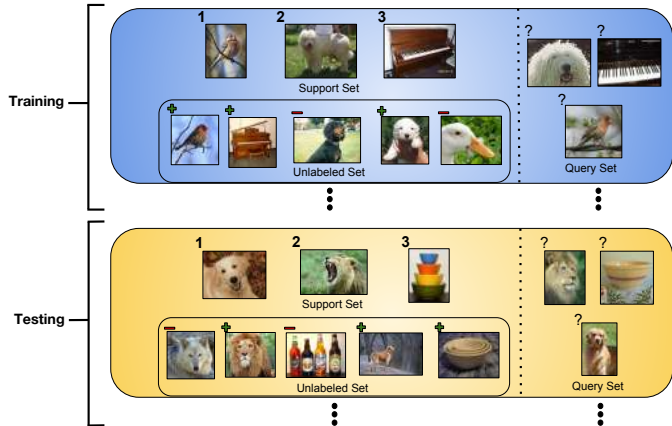 Training
1 2 3
Support Set
+ + − + −
Unlabeled Set
? ?
?
Query Set
Testing
1 2 3
Support Set
− + − + +
Unlabeled Set
? ?
?
Query Set